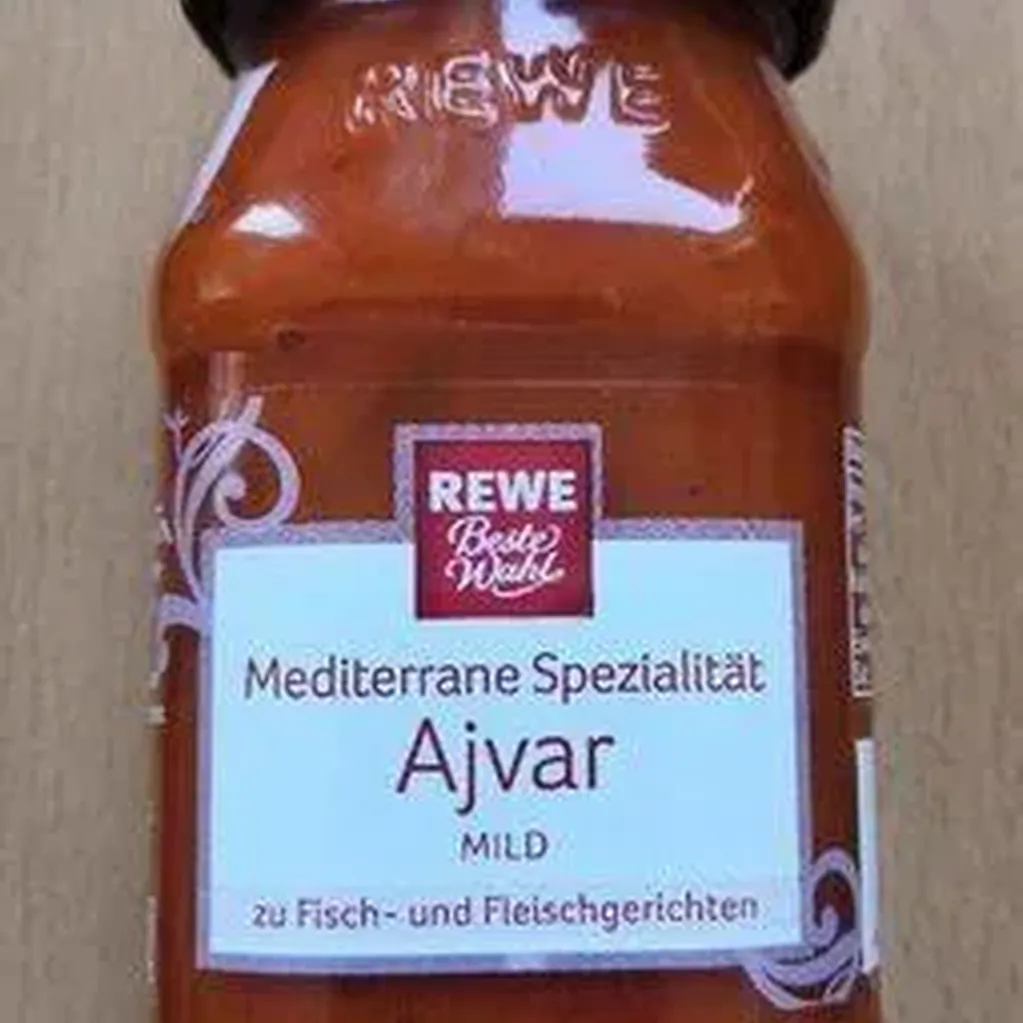 REWE
REWE
Beste
Wahl
Mediterrane Spezialität
Ajvar
MILD
zu Fisch- und Fleischgerichten